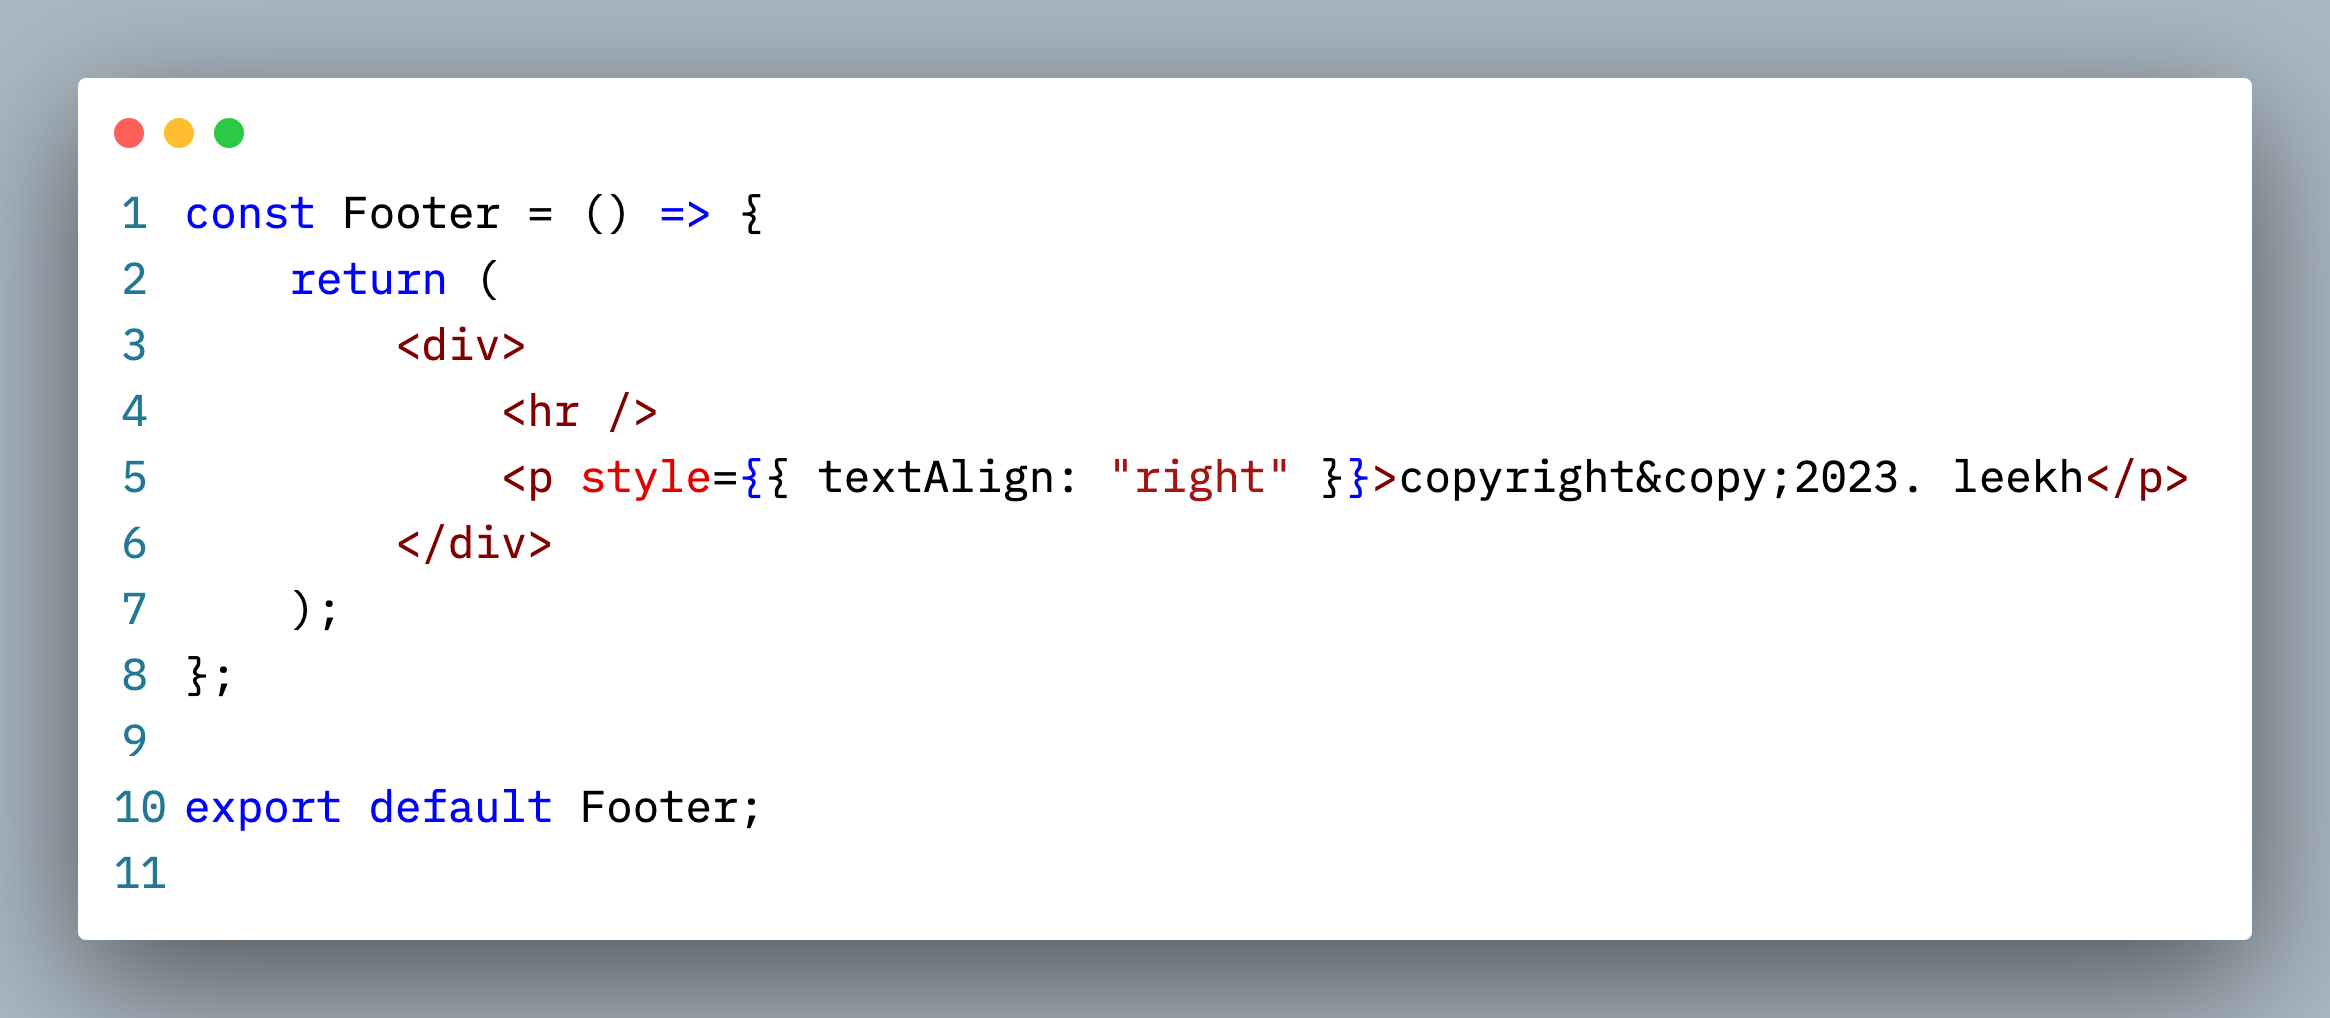 1 const Footer = () => {
2     return (
3         <div>
4             <hr />
5             <p style={{ textAlign: "right" }}>copyright&copy;2023. leekh</p>
6         </div>
7     );
8 };
9
10 export default Footer;
11